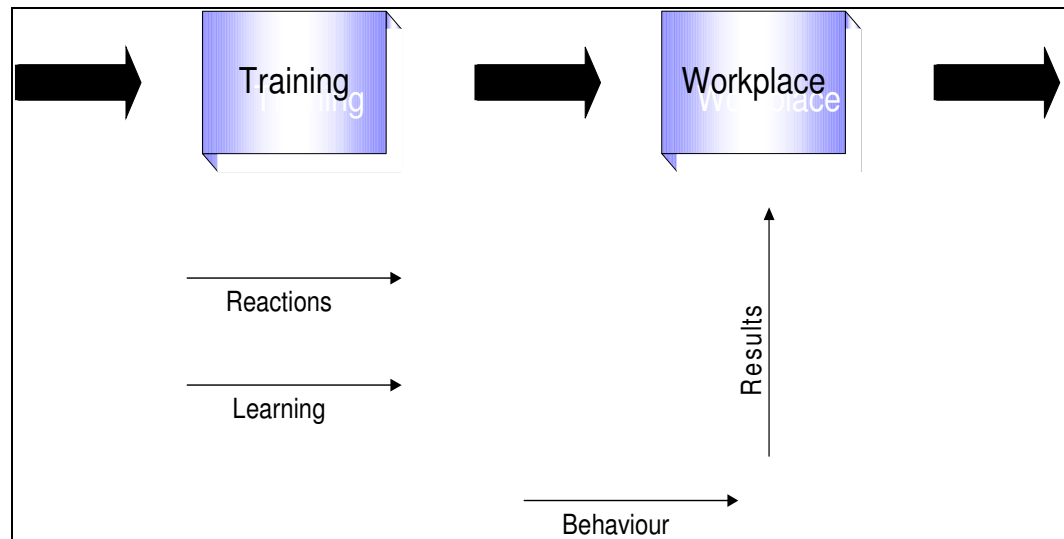 Training
Workplace
Reactions
Results
Learning
Behaviour